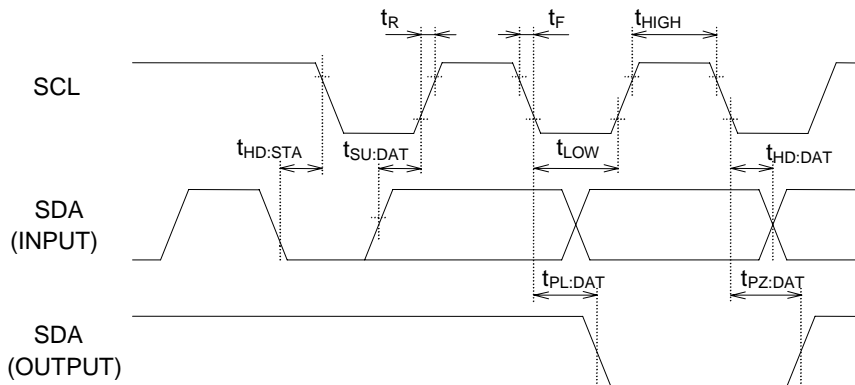 tR
tF
tHIGH
SCL
tHD:STA
tSU:DAT
tLOW
tHD:DAT
SDA
(INPUT)
tPL:DAT
tPZ:DAT
SDA
(OUTPUT)